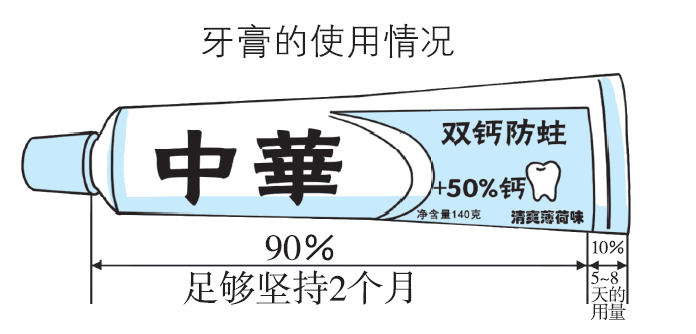 牙膏的使用情况
中華
双钙防蛀
+50%钙
净含量140克
清爽薄荷味
90%
足够坚持2个月
10%
5~8
天的
用量